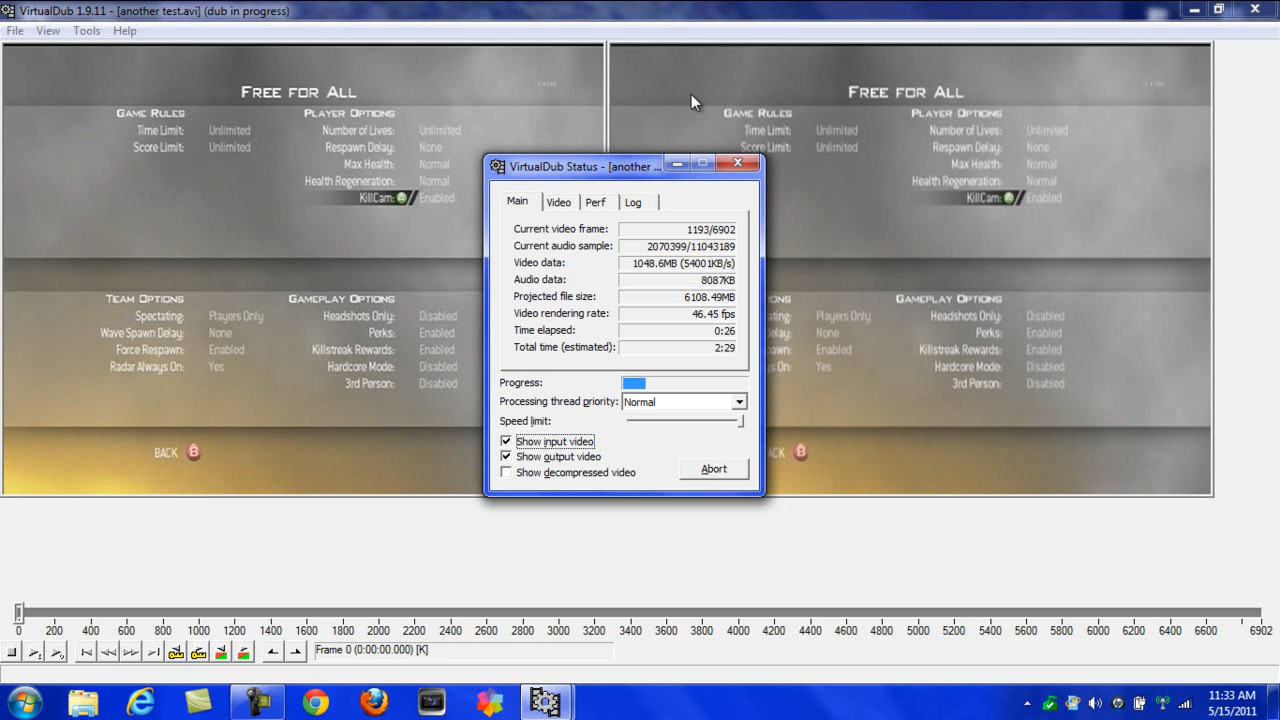 VirtualDub 1.9.11 - [another test.avi] (dub in progress)
File View Tools Help
FREE FOR ALL
GAME RULES
Time Limit: Unlimited
Score Limit: Unlimited
PLAYER OPTIONS
Number of Lives: Unlimited
Respawn Delay: None
Max Health: Normal
Health Regeneration: Normal
KillCam: A Enabled
TEAM OPTIONS
Spectating: Players Only
Wave Spawn Delay: None
Force Respawn: Enabled
Radar Always On: Yes
GAMEPLAY OPTIONS
Headshots Only: Disabled
Perks: Enabled
Killstreak Rewards: Enabled
Hardcore Mode: Disabled
3rd Person: Disabled
BACK B
FREE FOR ALL
GAME RULES
Time Limit: Unlimited
Score Limit: Unlimited
PLAYER OPTIONS
Number of Lives: Unlimited
Respawn Delay: None
Max Health: Normal
Health Regeneration: Normal
KillCam: A Enabled
IONS
ting: Players Only
lay: None
wn: Enabled
s On: Yes
GAMEPLAY OPTIONS
Headshots Only: Disabled
Perks: Enabled
Killstreak Rewards: Enabled
Hardcore Mode: Disabled
3rd Person: Disabled
ACK B
VirtualDub Status - [another ...
Main Video Perf Log
Current video frame: 1193/6902
Current audio sample: 2070399/11043189
Video data: 1048.6MB (54001KB/s)
Audio data: 8087KB
Projected file size: 6108.49MB
Video rendering rate: 46.45 fps
Time elapsed: 0:26
Total time (estimated): 2:29
Progress:
Processing thread priority: Normal
Speed limit:
Show input video
Show output video
Show decompressed video
Abort
0 200 400 600 800 1000 1200 1400 1600 1800 2000 2200 2400 2600 2800 3000 3200 3400 3600 3800 4000 4200 4400 4600 4800 5000 5200 5400 5600 5800 6000 6200 6400 6600 6902
Frame 0 (0:00:00.000) [K]
11:33 AM
5/15/2011